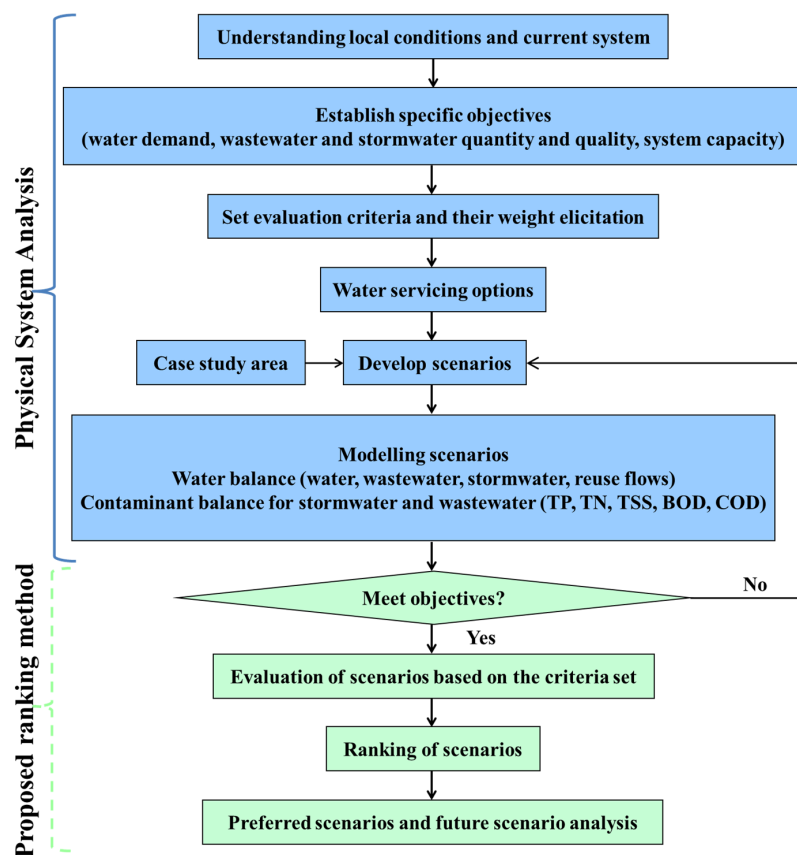 Understanding local conditions and current system
Establish specific objectives
(water demand, wastewater and stormwater quantity and quality, system capacity)
Set evaluation criteria and their weight elicitation
Water servicing options
Case study area
Develop scenarios
Modelling scenarios
Water balance (water, wastewater, stormwater, reuse flows)
Contaminant balance for stormwater and wastewater (TP, TN, TSS, BOD, COD)
Physical System Analysis
Meet objectives?
No
Yes
Evaluation of scenarios based on the criteria set
Ranking of scenarios
Preferred scenarios and future scenario analysis
Proposed ranking method